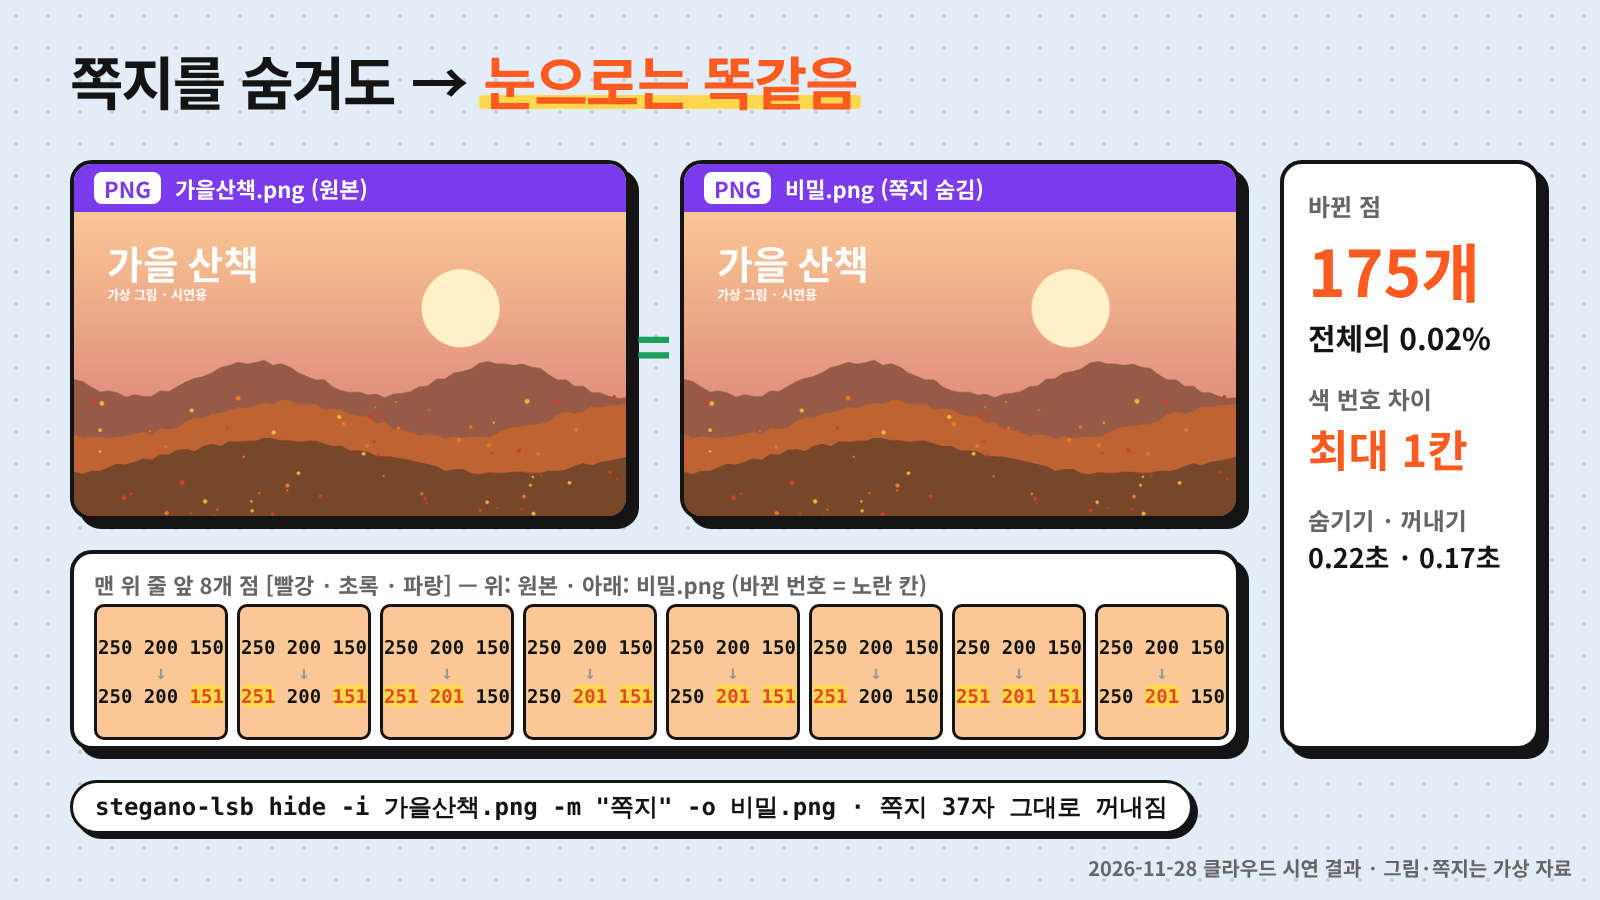 쪽지를 숨겨도 → 눈으로는 똑같음
PNG 가을산책.png (원본)
가을 산책
가상 그림 · 시연용
=
PNG 비밀.png (쪽지 숨김)
가을 산책
가상 그림 · 시연용
바뀐 점
175개
전체의 0.02%
색 번호 차이
최대 1칸
숨기기 · 꺼내기
0.22초 · 0.17초
맨 위 줄 앞 8개 점 [빨강 · 초록 · 파랑] — 위: 원본 · 아래: 비밀.png (바뀐 번호 = 노란 칸)
250 200 150 250 200 150 250 200 150 250 200 150 250 200 150 250 200 150 250 200 150 250 200 150
↓ ↓ ↓ ↓ ↓ ↓ ↓ ↓
250 200 151 251 200 151 251 201 150 250 201 151 250 201 151 251 200 150 251 201 151 250 201 150
stegano-lsb hide -i 가을산책.png -m "쪽지" -o 비밀.png · 쪽지 37자 그대로 꺼내짐
2026-11-28 클라우드 시연 결과 · 그림·쪽지는 가상 자료